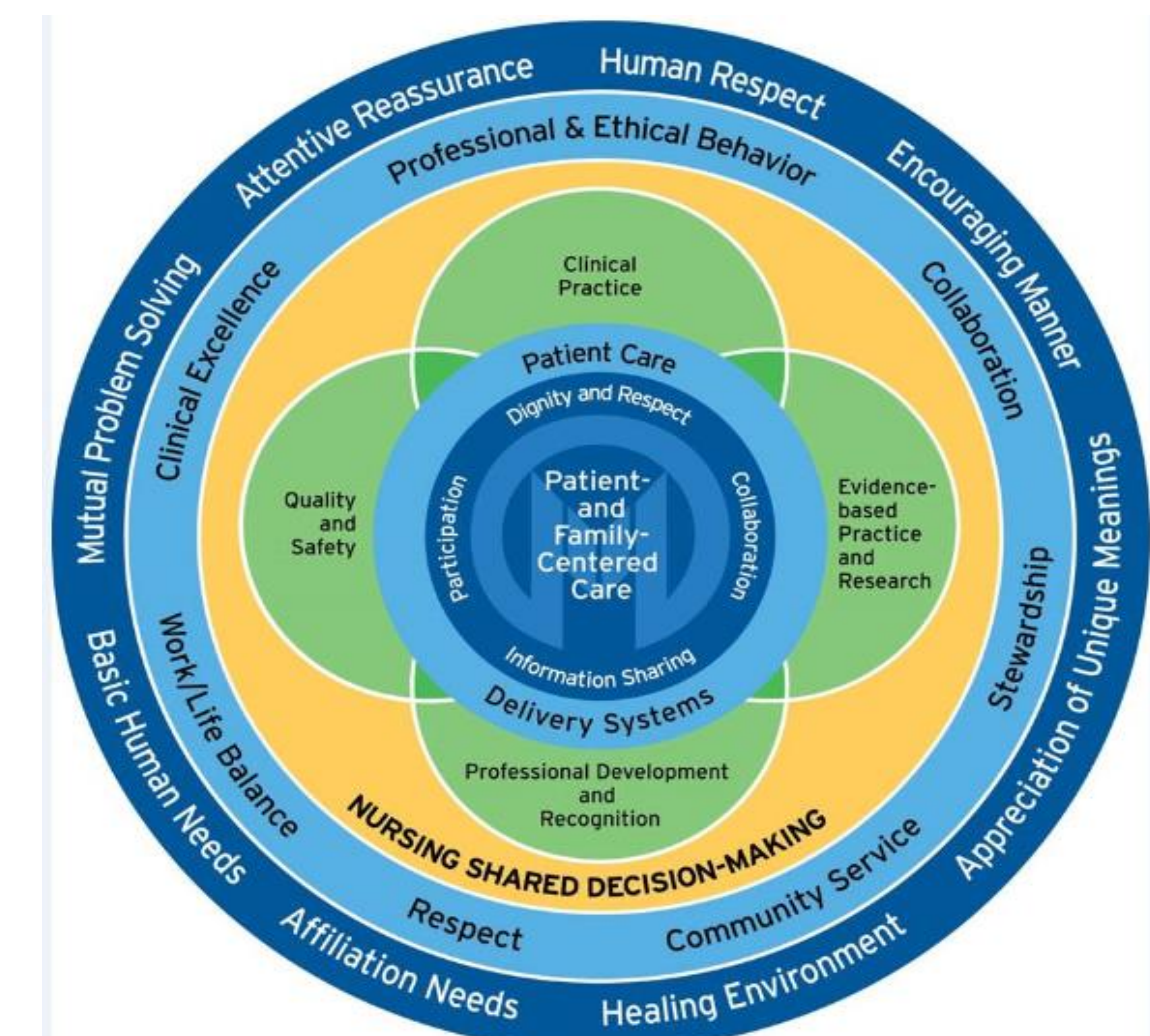 Human Respect
Encouraging Manner
Appreciation of Unique Meanings
Healing Environment
Affiliation Needs
Basic Human Needs
Mutual Problem Solving
Attentive Reassurance
Professional & Ethical Behavior
Collaboration
Stewardship
Community Service
Respect
Work/Life Balance
Clinical Excellence
NURSING SHARED DECISION-MAKING
Clinical
Practice
Evidence-
based
Practice
and
Research
Professional Development
and
Recognition
Quality
and
Safety
Patient Care
Delivery Systems
Dignity and Respect
Collaboration
Information Sharing
Participation
Patient-
and
Family-
Centered
Care